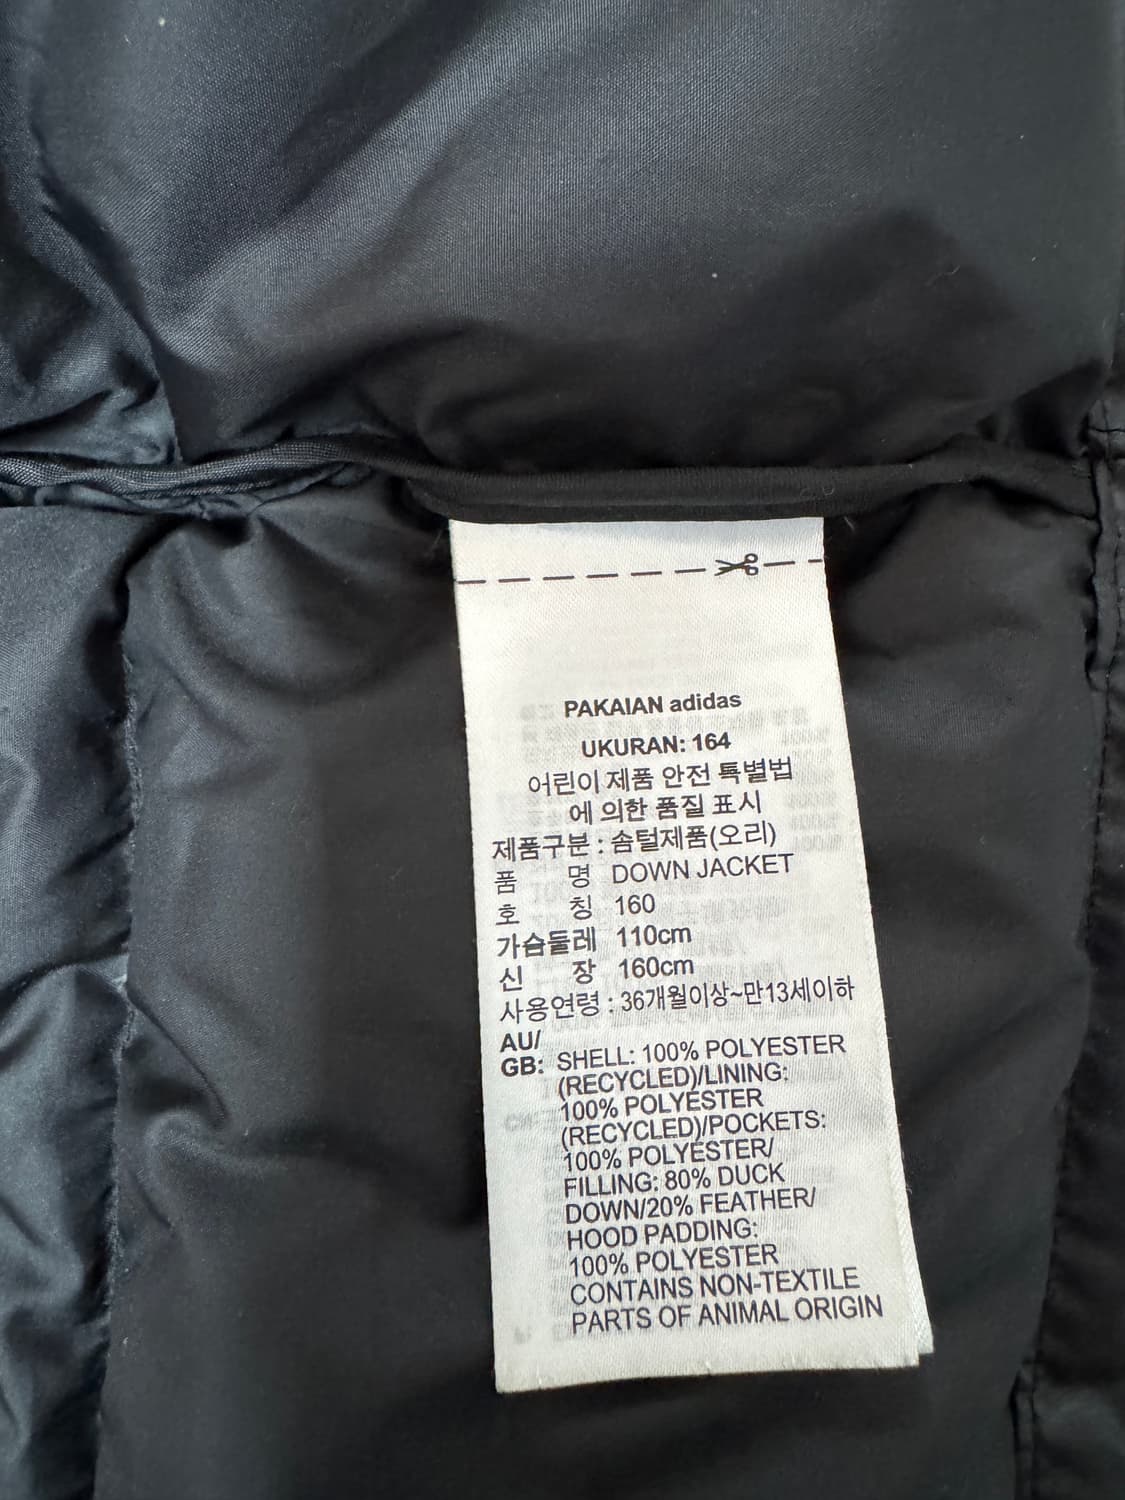 PAKAIAN adidas
UKURAN: 164
어린이 제품 안전 특별법
에 의한 품질 표시
제품구분 : 솜털제품(오리)
품 명 DOWN JACKET
호 칭 160
가슴둘레 110cm
신 장 160cm
사용연령 : 36개월이상~만13세이하
AU/
GB: SHELL: 100% POLYESTER
(RECYCLED)/LINING:
100% POLYESTER
(RECYCLED)/POCKETS:
100% POLYESTER/
FILLING: 80% DUCK
DOWN/20% FEATHER/
HOOD PADDING:
100% POLYESTER
CONTAINS NON-TEXTILE
PARTS OF ANIMAL ORIGIN